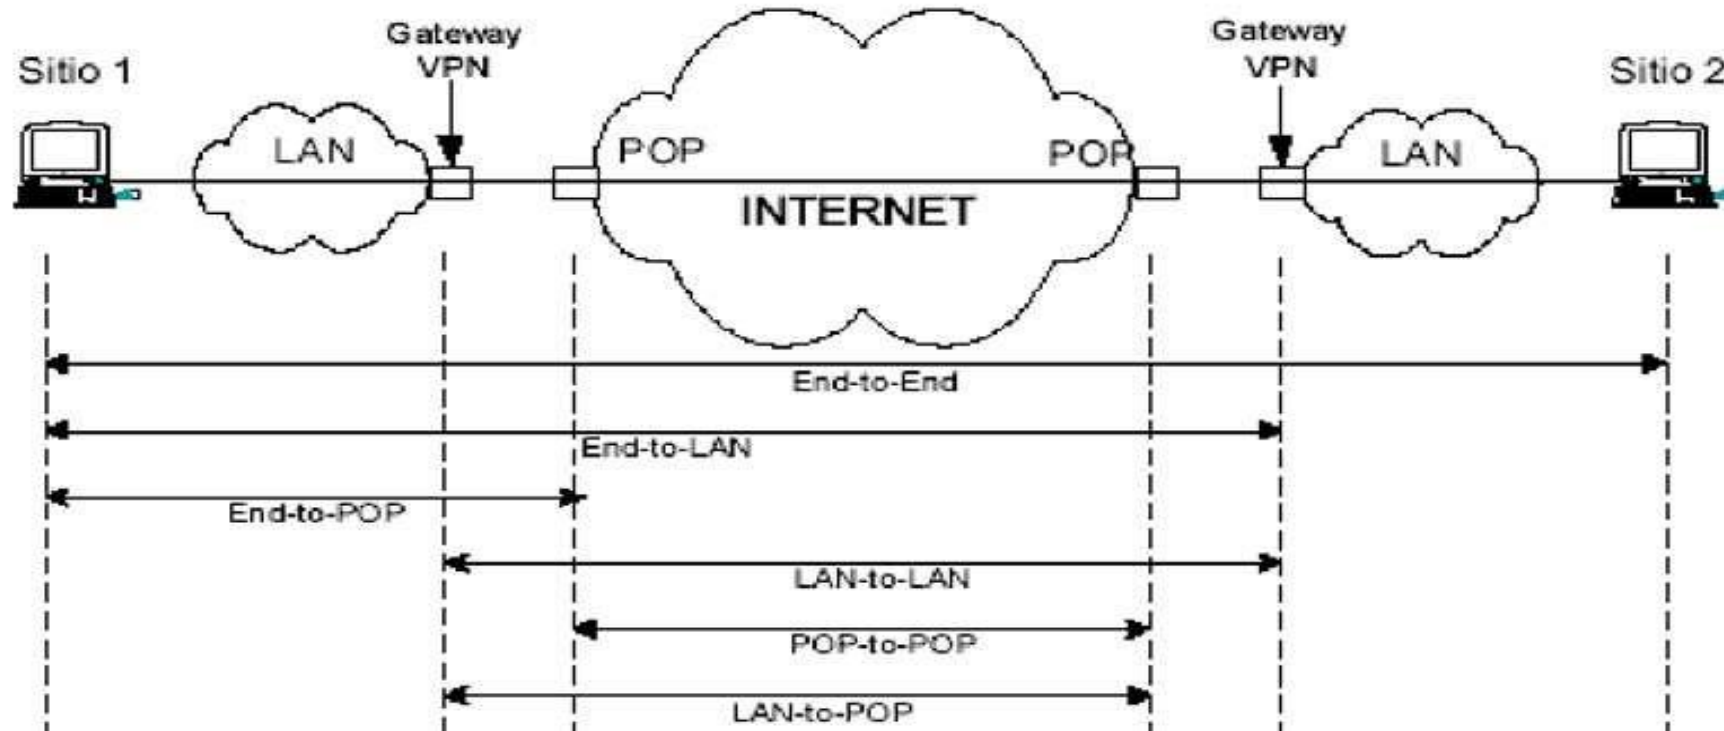 Gateway
VPN
Gateway
VPN
Sitio 1
Sitio 2
LAN
POP
POP
LAN
INTERNET
End-to-End
End-to-LAN
End-to-POP
LAN-to-LAN
POP-to-POP
LAN-to-POP